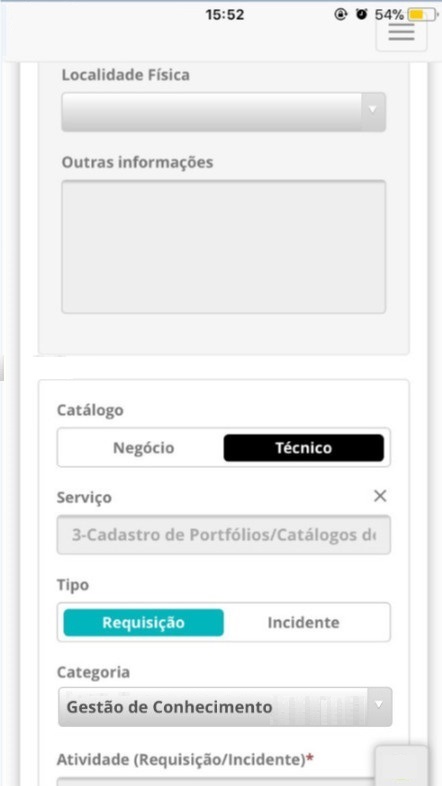 15:52
54%
Localidade Física
Outras informações
Catálogo
Negócio Técnico
Serviço
3-Cadastro de Portfólios/Catálogos de
Tipo
Requisição Incidente
Categoria
Gestão de Conhecimento
Atividade (Requisição/Incidente)*